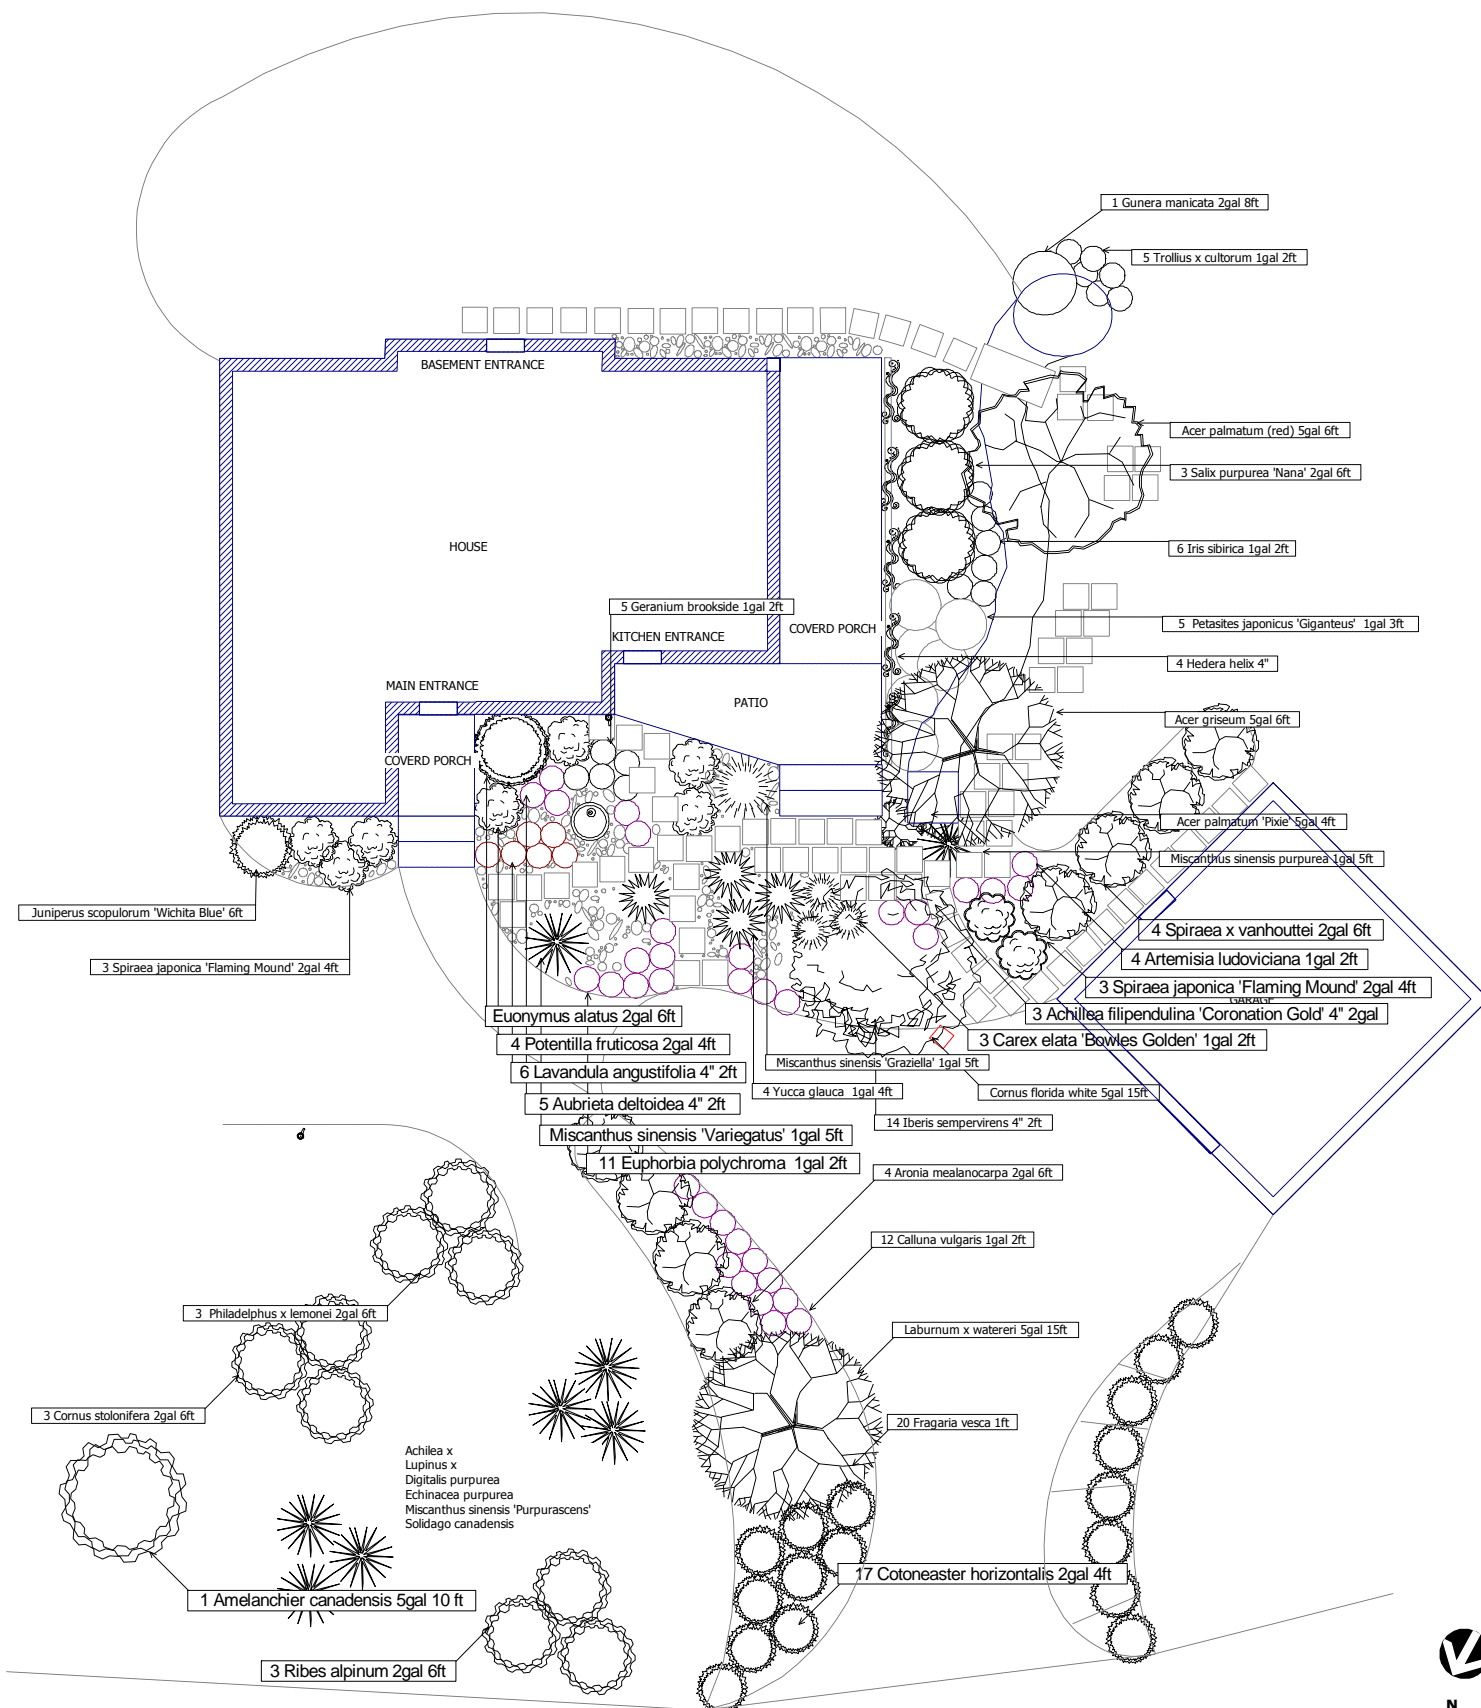 1 Gunera manicata 2gal 8ft
5 Trollius x cultorum 1gal 2ft
BASEMENT ENTRANCE
Acer palmatum (red) 5gal 6ft
3 Salix purpurea 'Nana' 2gal 6ft
HOUSE
6 Iris sibirica 1gal 2ft
5 Geranium brookside 1gal 2ft
KITCHEN ENTRANCE
COVERD PORCH
5 Petasites japonicus 'Giganteus' 1gal 3ft
4 Hedera helix 4"
MAIN ENTRANCE
PATIO
Acer griseum 5gal 6ft
COVERD PORCH
Acer palmatum 'Pixie' 5gal 4ft
Miscanthus sinensis purpurea 1gal 5ft
Juniperus scopulorum 'Wichita Blue' 6ft
4 Spiraea x vanhouttei 2gal 6ft
4 Artemisia ludoviciana 1gal 2ft
3 Spiraea japonica 'Flaming Mound' 2gal 4ft
3 Spiraea japonica 'Flaming Mound' 2gal 4ft
GARAGE
3 Achillea filipendulina 'Coronation Gold' 4" 2gal
Euonymus alatus 2gal 6ft
3 Carex elata 'Bowles Golden' 1gal 2ft
4 Potentilla fruticosa 2gal 4ft
Miscanthus sinensis 'Graziella' 1gal 5ft
6 Lavandula angustifolia 4" 2ft
4 Yucca glauca 1gal 4ft
Cornus florida white 5gal 15ft
5 Aubrieta deltoidea 4" 2ft
14 Iberis sempervirens 4" 2ft
Miscanthus sinensis 'Variegatus' 1gal 5ft
11 Euphorbia polychroma 1gal 2ft
4 Aronia mealanocarpa 2gal 6ft
12 Calluna vulgaris 1gal 2ft
3 Philadelphus x lemonei 2gal 6ft
Laburnum x watereri 5gal 15ft
3 Cornus stolonifera 2gal 6ft
20 Fragaria vesca 1ft
Achilea x
Lupinus x
Digitalis purpurea
Echinacea purpurea
Miscanthus sinensis 'Purpurascens'
Solidago canadensis
17 Cotoneaster horizontalis 2gal 4ft
1 Amelanchier canadensis 5gal 10 ft
3 Ribes alpinum 2gal 6ft
N